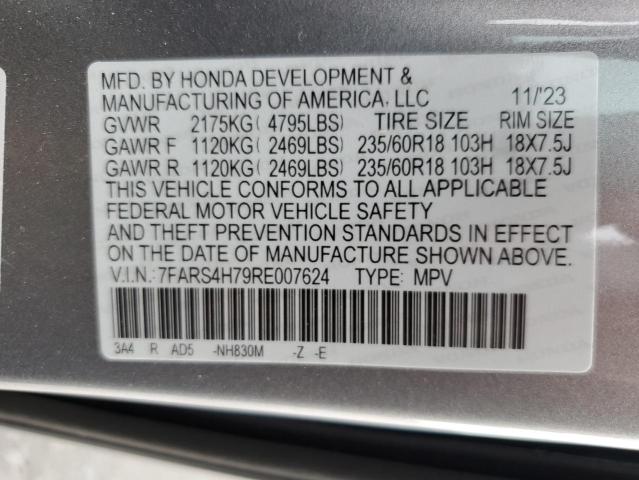 MFD. BY HONDA DEVELOPMENT &
MANUFACTURING OF AMERICA, LLC 11/'23
GVWR 2175KG( 4795LBS) TIRE SIZE RIM SIZE
GAWR F 1120KG( 2469LBS) 235/60R18 103H 18X7.5J
GAWR R 1120KG( 2469LBS) 235/60R18 103H 18X7.5J
THIS VEHICLE CONFORMS TO ALL APPLICABLE
FEDERAL MOTOR VEHICLE SAFETY
AND THEFT PREVENTION STANDARDS IN EFFECT
ON THE DATE OF MANUFACTURE SHOWN ABOVE.
V.I.N.:7FARS4H79RE007624 TYPE: MPV
3A4 R AD5 -NH830M -Z -E